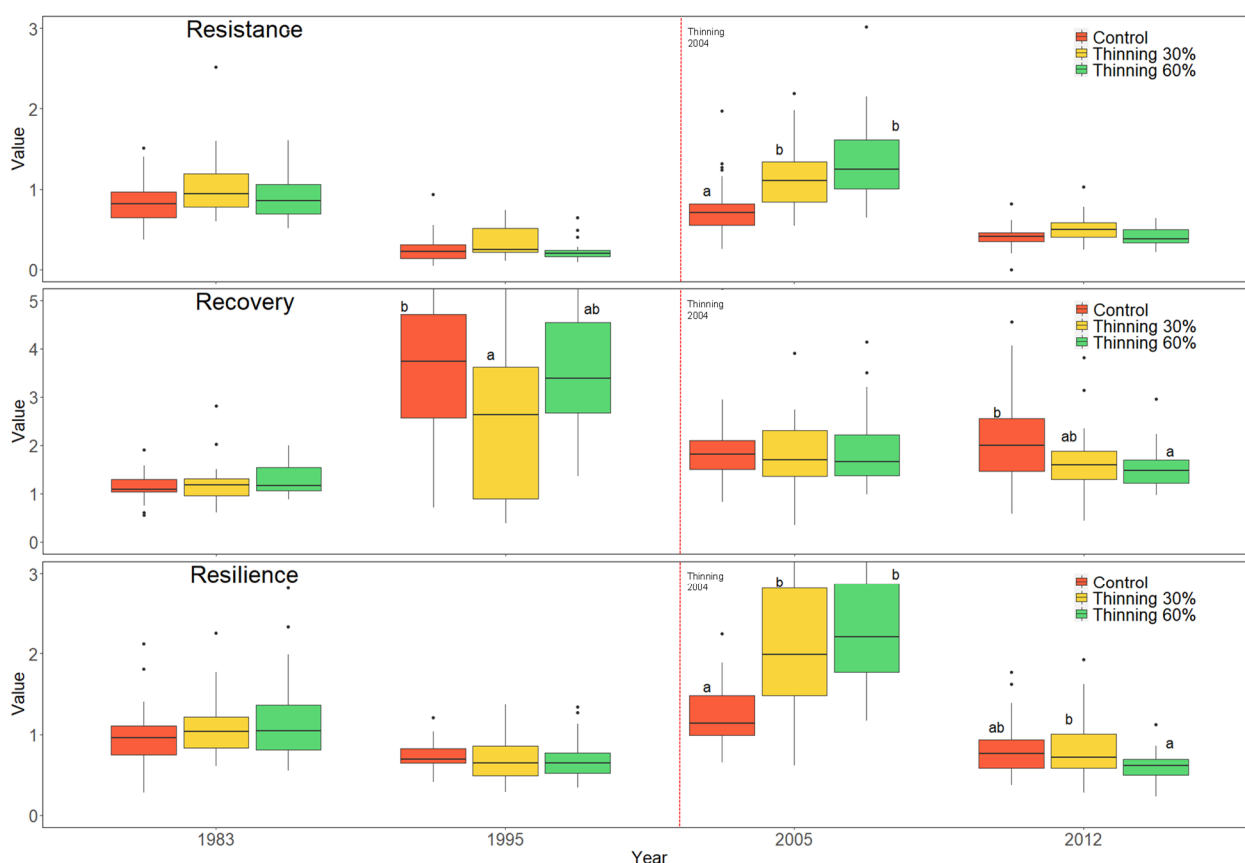 Resistance
Thinning
2004
Control
Thinning 30%
Thinning 60%
3
2
1
0
Value
a
b
b
Recovery
Thinning
2004
Control
Thinning 30%
Thinning 60%
5
4
3
2
1
0
Value
b
a
ab
b
ab
a
Resilience
Thinning
2004
Control
Thinning 30%
Thinning 60%
3
2
1
0
Value
a
b
b
ab
b
a
1983
1995
2005
2012
Year